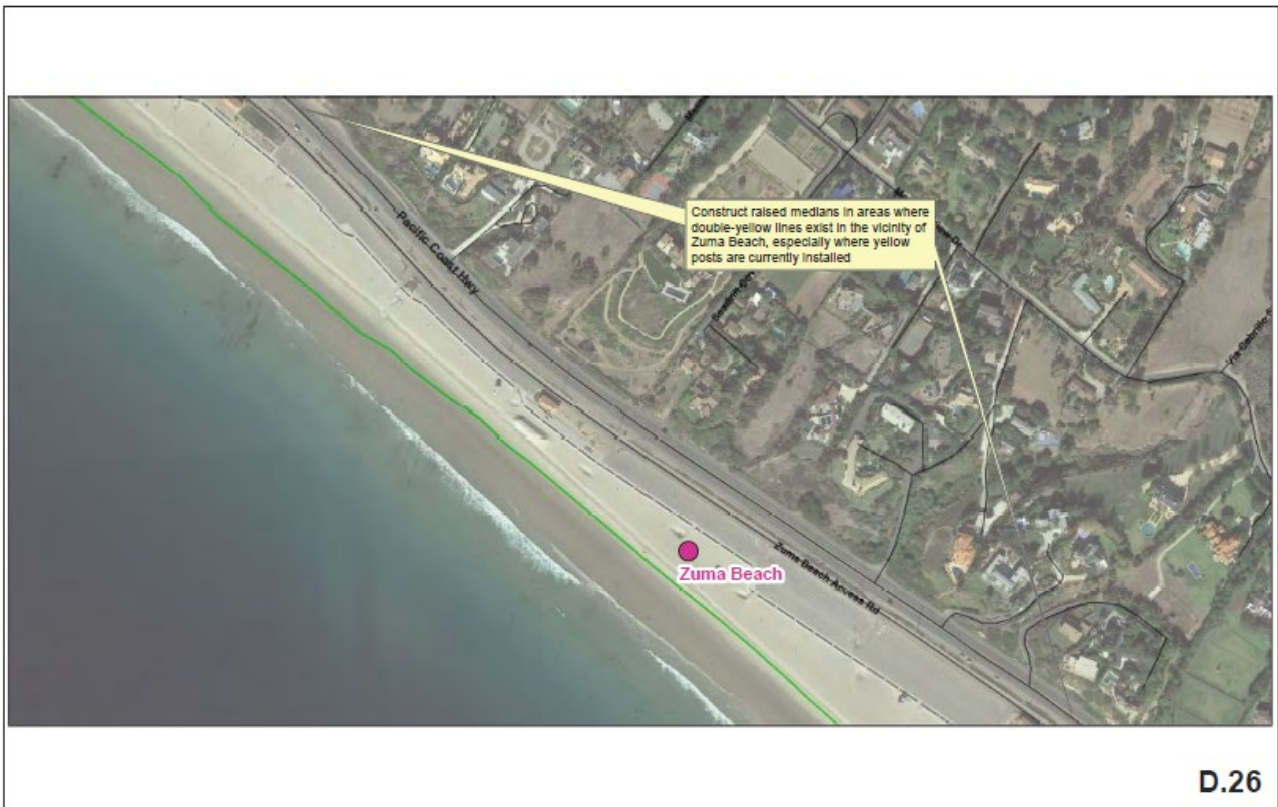 Pacific Coast Hwy
Construct raised medians in areas where
double-yellow lines exist in the vicinity of
Zuma Beach, especially where yellow
posts are currently installed
Zuma Beach
Zuma Beach Access Rd
D.26